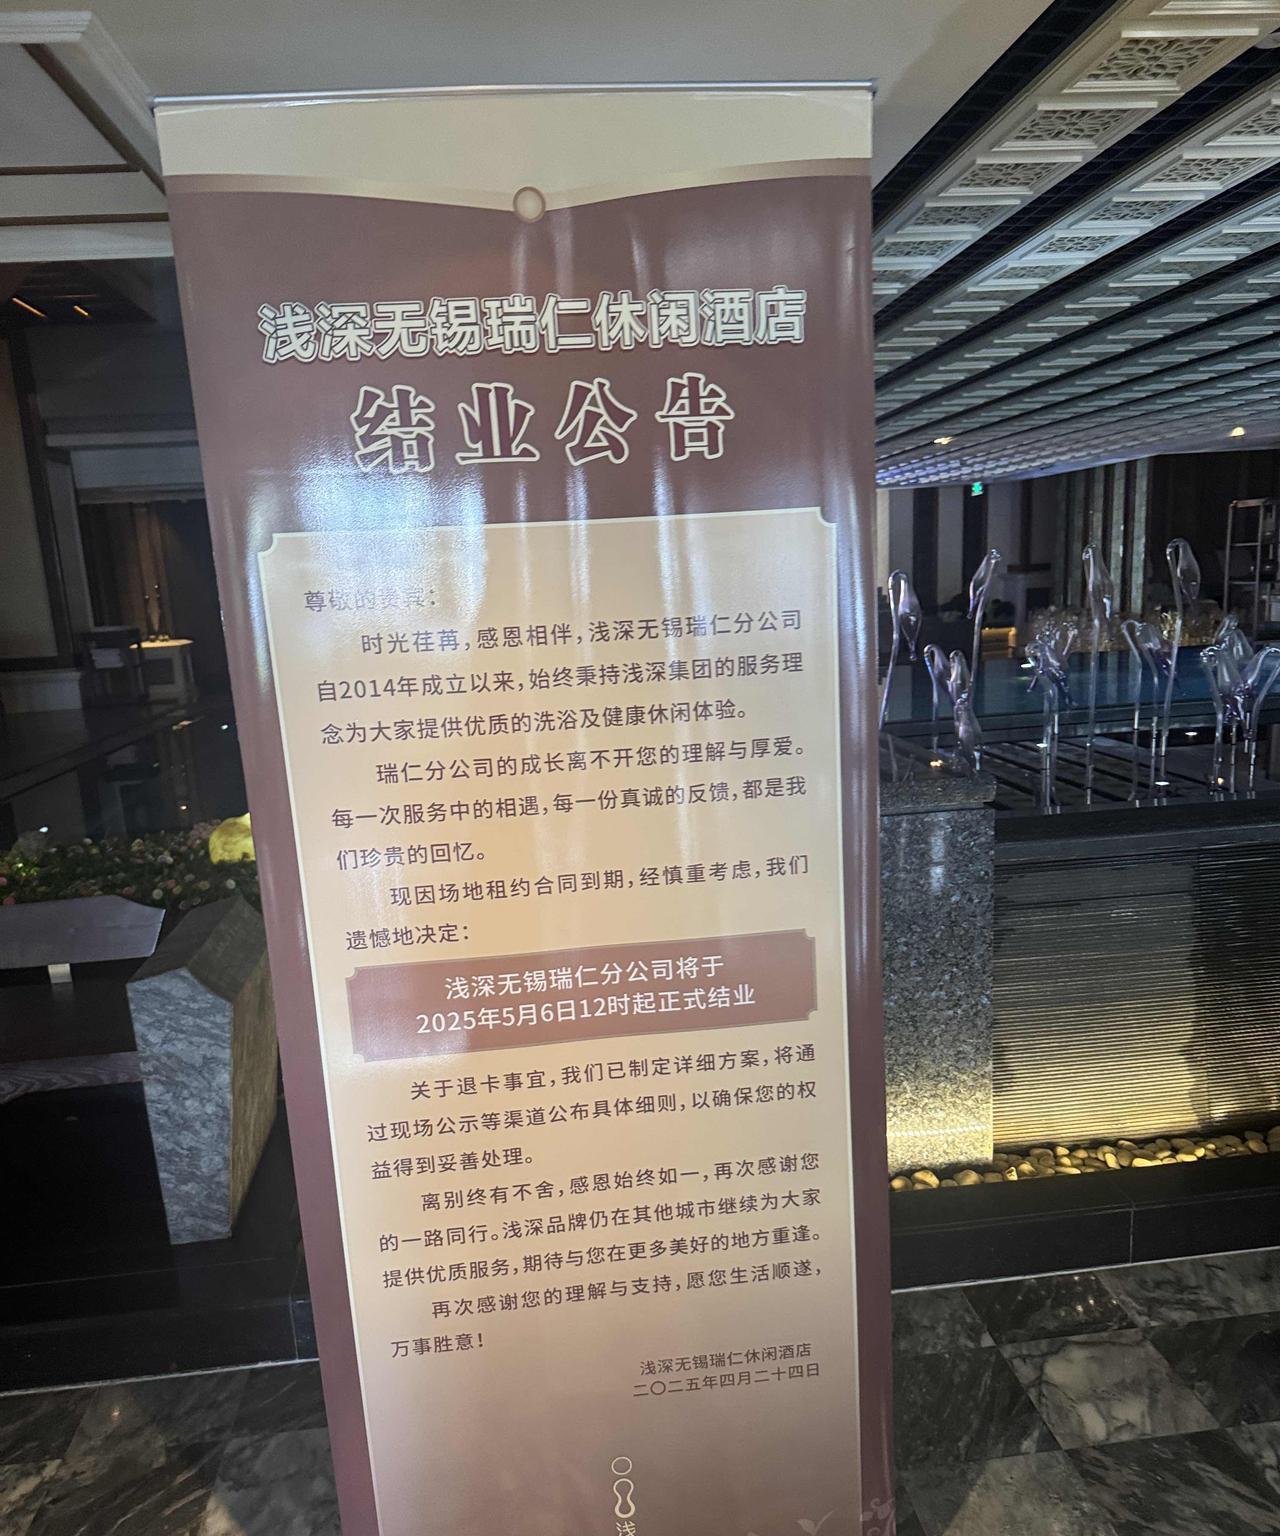 浅深无锡瑞仁休闲酒店
结业公告
尊敬的贵宾：
时光荏苒，感恩相伴，浅深无锡瑞仁分公司
自2014年成立以来，始终秉持浅深集团的服务理
念为大家提供优质的洗浴及健康休闲体验。
瑞仁分公司的成长离不开您的理解与厚爱。
每一次服务中的相遇，每一份真诚的反馈，都是我
们珍贵的回忆。
现因场地租约合同到期，经慎重考虑，我们
遗憾地决定：
浅深无锡瑞仁分公司将于
2025年5月6日12时起正式结业
关于退卡事宜，我们已制定详细方案，将通
过现场公示等渠道公布具体细则，以确保您的权
益得到妥善处理。
离别终有不舍，感恩始终如一，再次感谢您
的一路同行。浅深品牌仍在其他城市继续为大家
提供优质服务，期待与您在更多美好的地方重逢。
再次感谢您的理解与支持，愿您生活顺遂，
万事胜意！
浅深无锡瑞仁休闲酒店
二〇二五年四月二十四日
浅